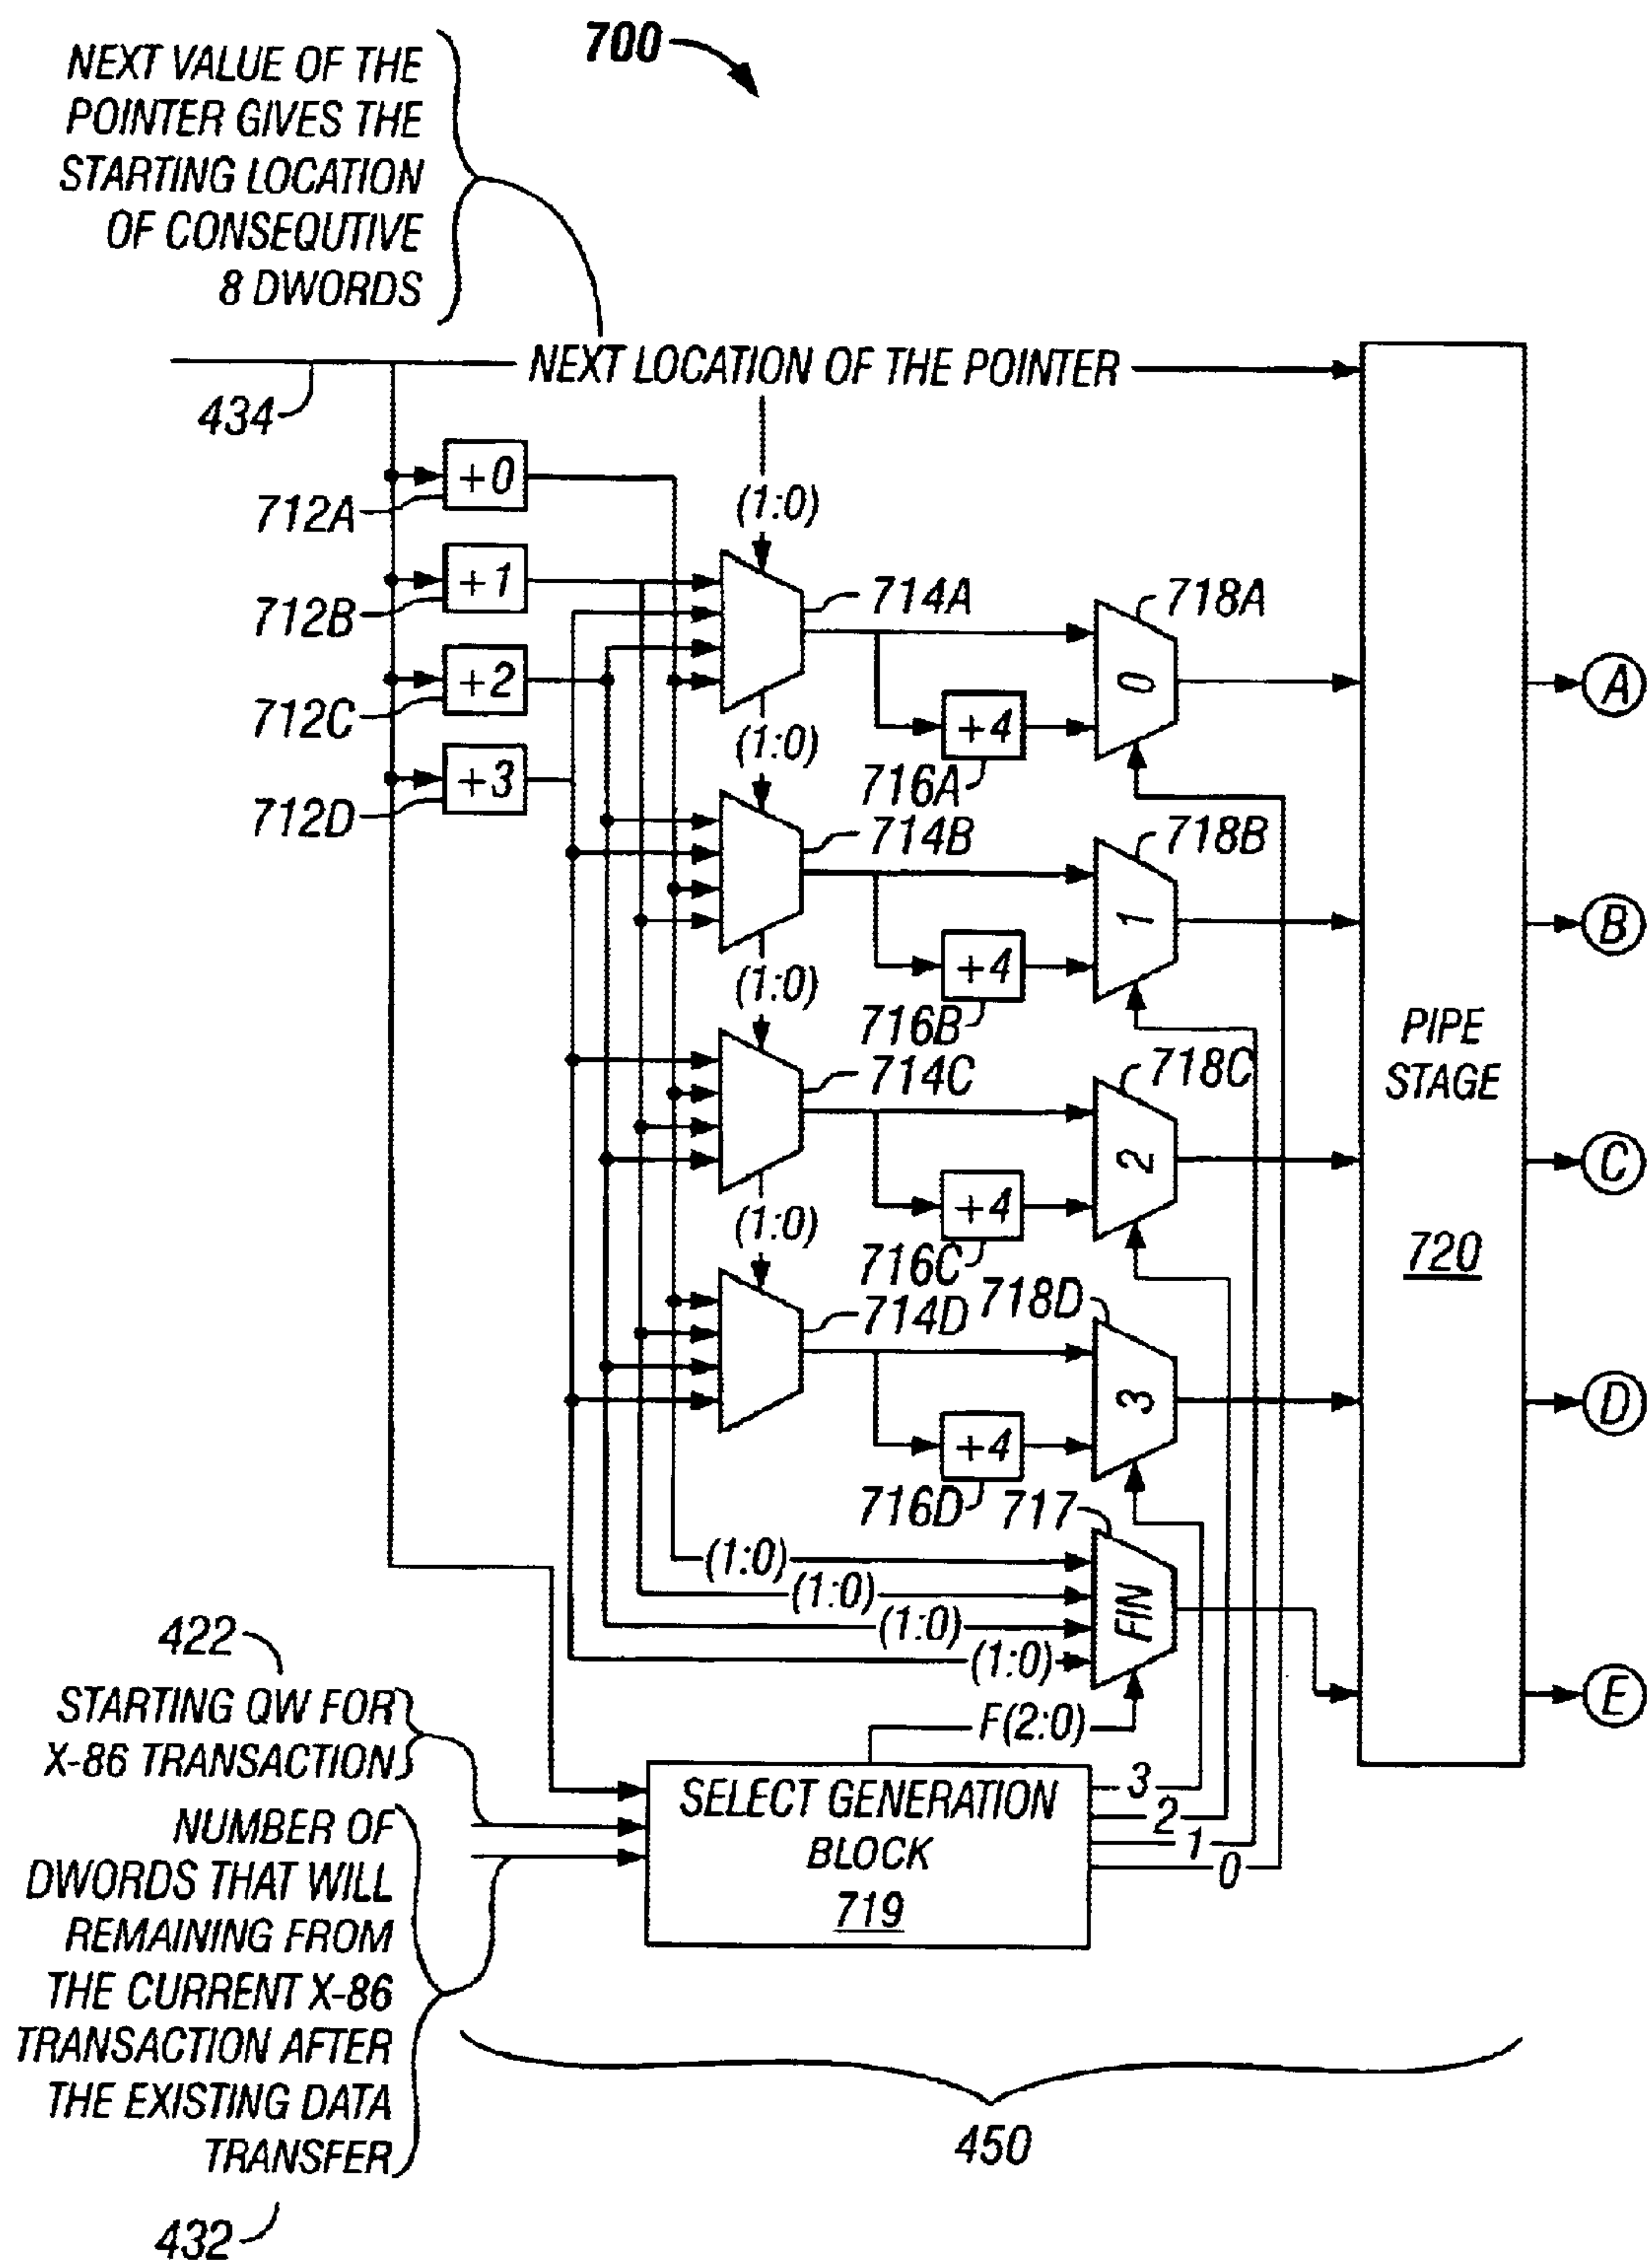 700
NEXT VALUE OF THE
POINTER GIVES THE
STARTING LOCATION
OF CONSEQUTIVE
8 DWORDS
NEXT LOCATION OF THE POINTER
434
+0
712A
(1:0)
+1
712B
714A
718A
+2
712C
0
A
(1:0)
+4
716A
+3
712D
714B
718B
1
B
(1:0)
+4
716B
PIPE
STAGE
720
714C
718C
2
C
(1:0)
+4
716C
714D
718D
3
D
+4
716D
717
(1:0)
(1:0)
(1:0)
(1:0)
FIN
E
F(2:0)
422
STARTING QW FOR
X-86 TRANSACTION
SELECT GENERATION
BLOCK
719
3
2
1
0
NUMBER OF
DWORDS THAT WILL
REMAINING FROM
THE CURRENT X-86
TRANSACTION AFTER
THE EXISTING DATA
TRANSFER
432
450